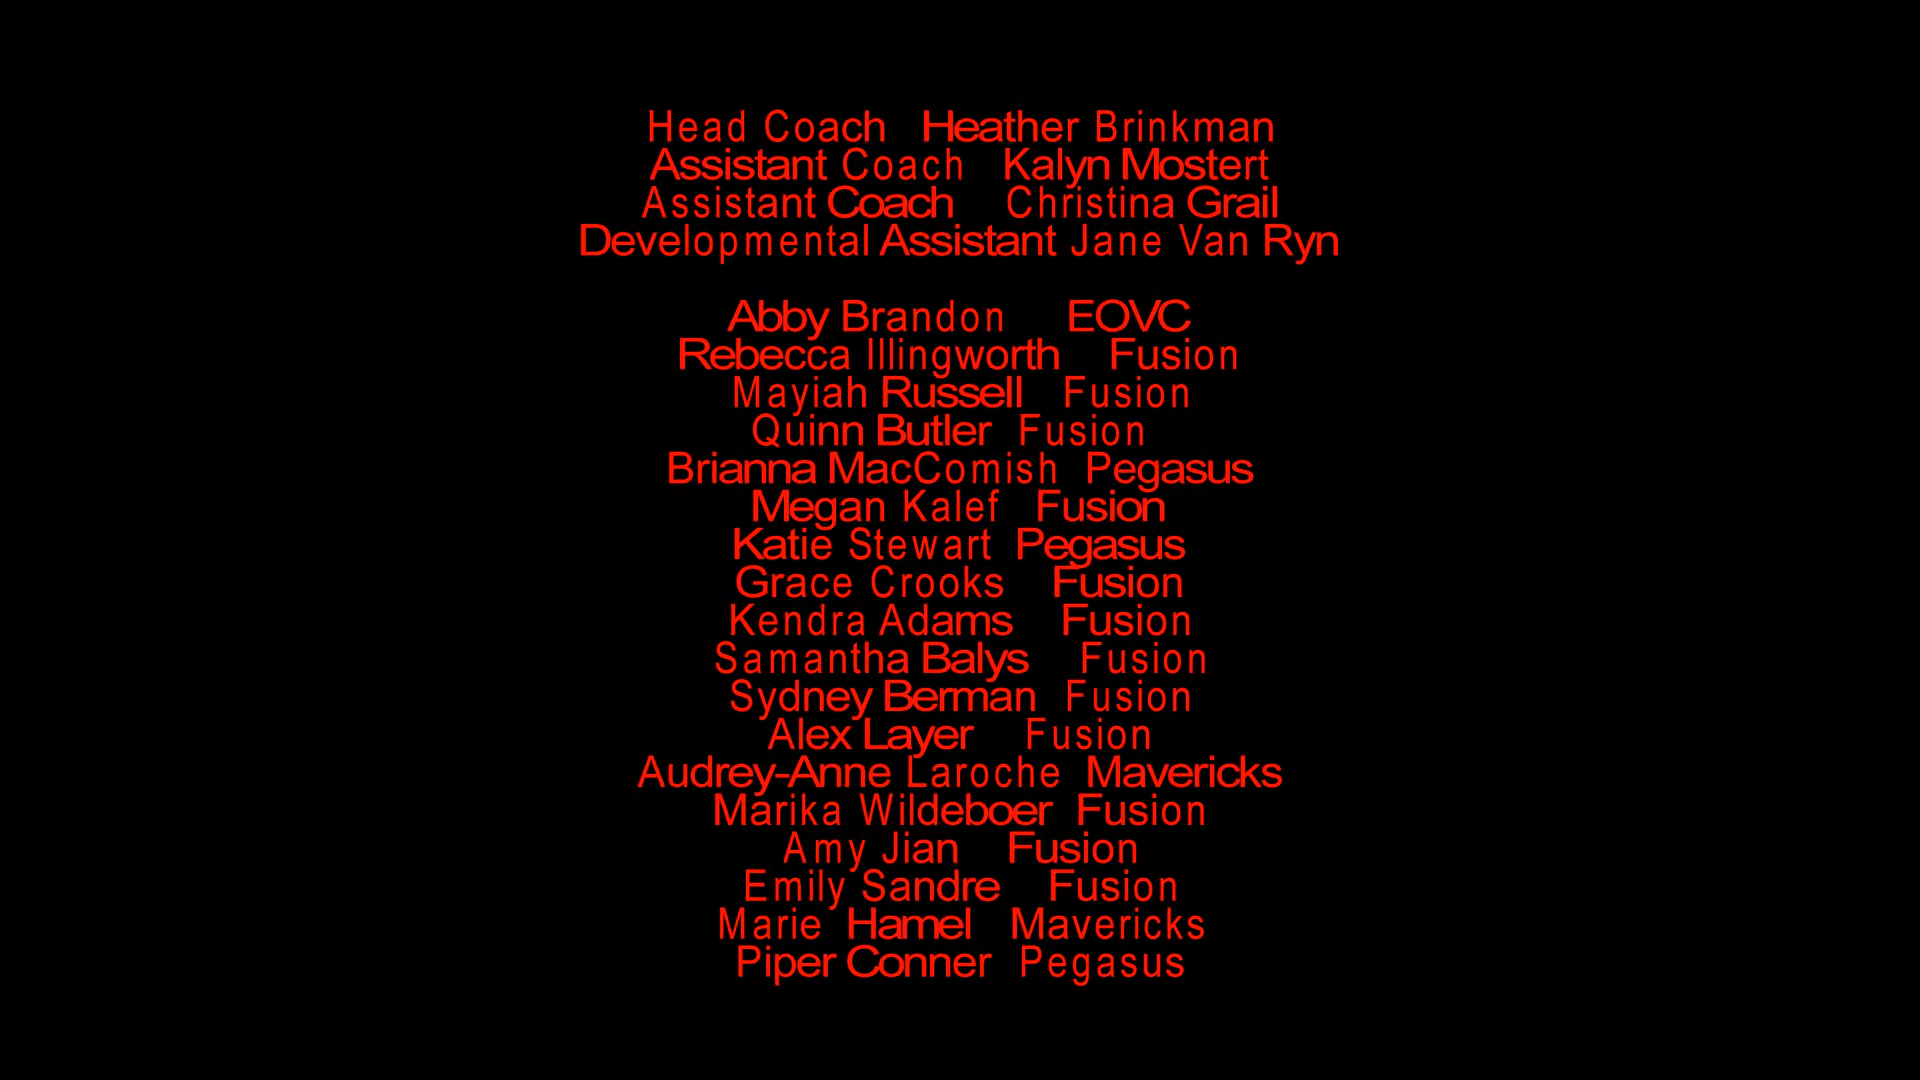 Head Coach Heather Brinkman
Assistant Coach Kalyn Mostert
Assistant Coach Christina Grail
Developmental Assistant Jane Van Ryn
Abby Brandon EOVC
Rebecca Illingworth Fusion
Mayiah Russell Fusion
Quinn Butler Fusion
Brianna MacComish Pegasus
Megan Kalef Fusion
Katie Stewart Pegasus
Grace Crooks Fusion
Kendra Adams Fusion
Samantha Balys Fusion
Sydney Berman Fusion
Alex Layer Fusion
Audrey-Anne Laroche Mavericks
Marika Wildeboer Fusion
Amy Jian Fusion
Emily Sandre Fusion
Marie Hamel Mavericks
Piper Conner Pegasus